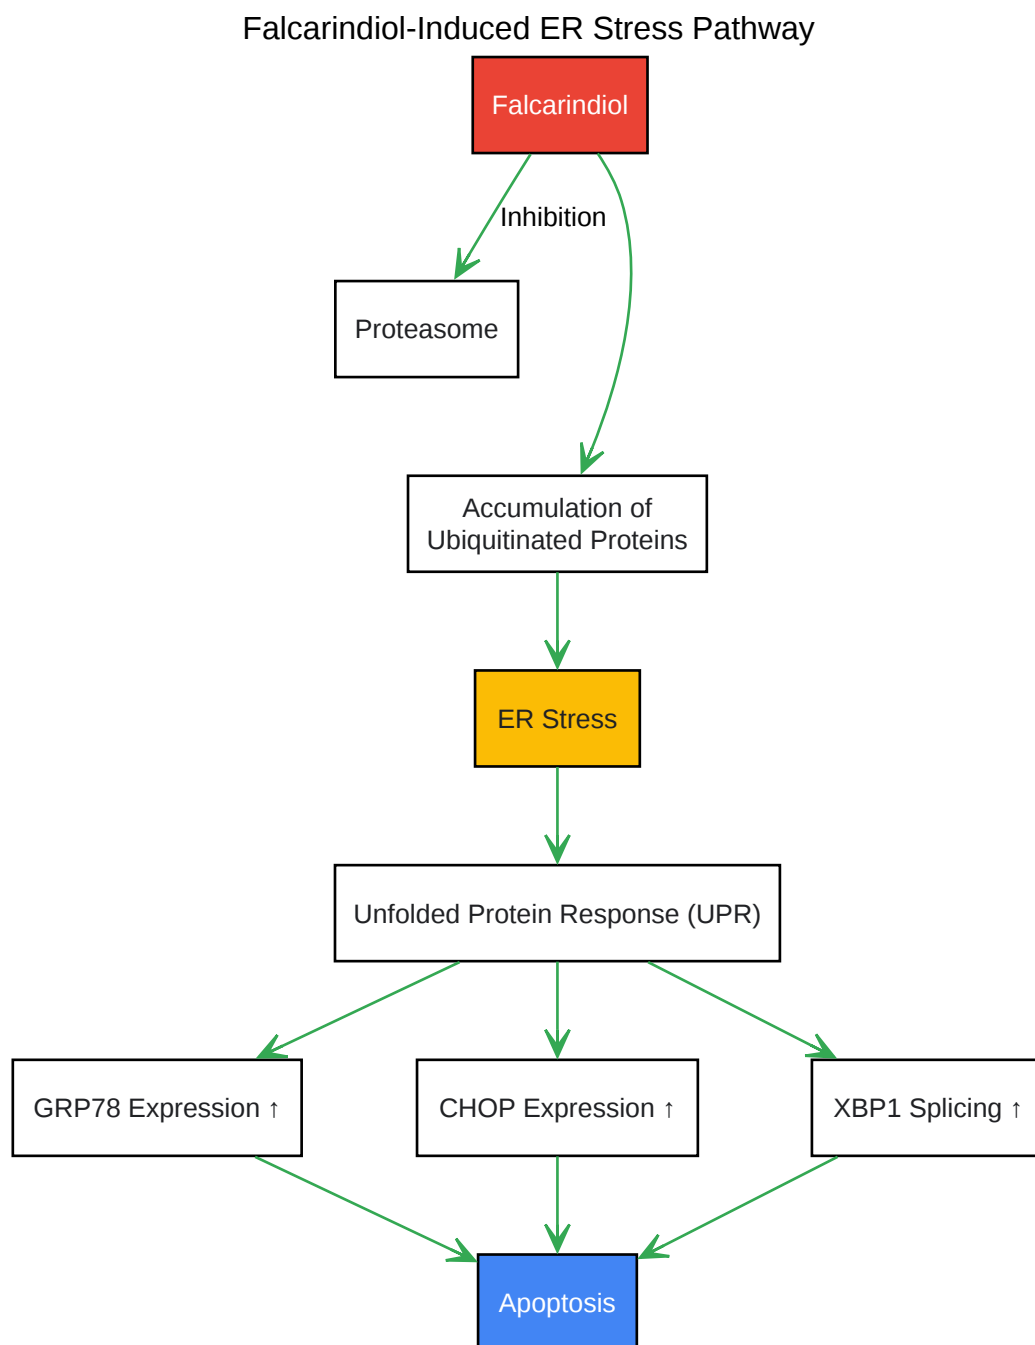 Falcarindiol-Induced ER Stress Pathway
Falcarindiol
Inhibition
Proteasome
Accumulation of
Ubiquitinated Proteins
ER Stress
Unfolded Protein Response (UPR)
GRP78 Expression ↑
CHOP Expression ↑
XBP1 Splicing ↑
Apoptosis